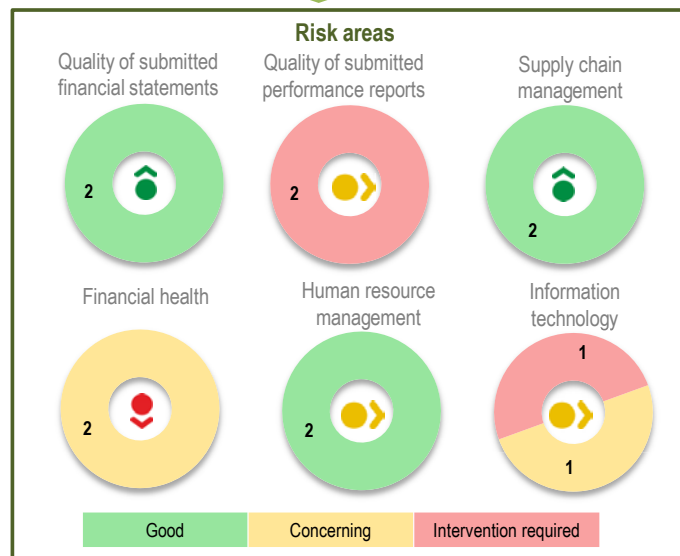 Risk areas
Quality of submitted
financial statements
Quality of submitted
performance reports
Supply chain
management
2
2
2
Financial health
Human resource
management
Information
technology
2
2
1
1
Good
Concerning
Intervention required